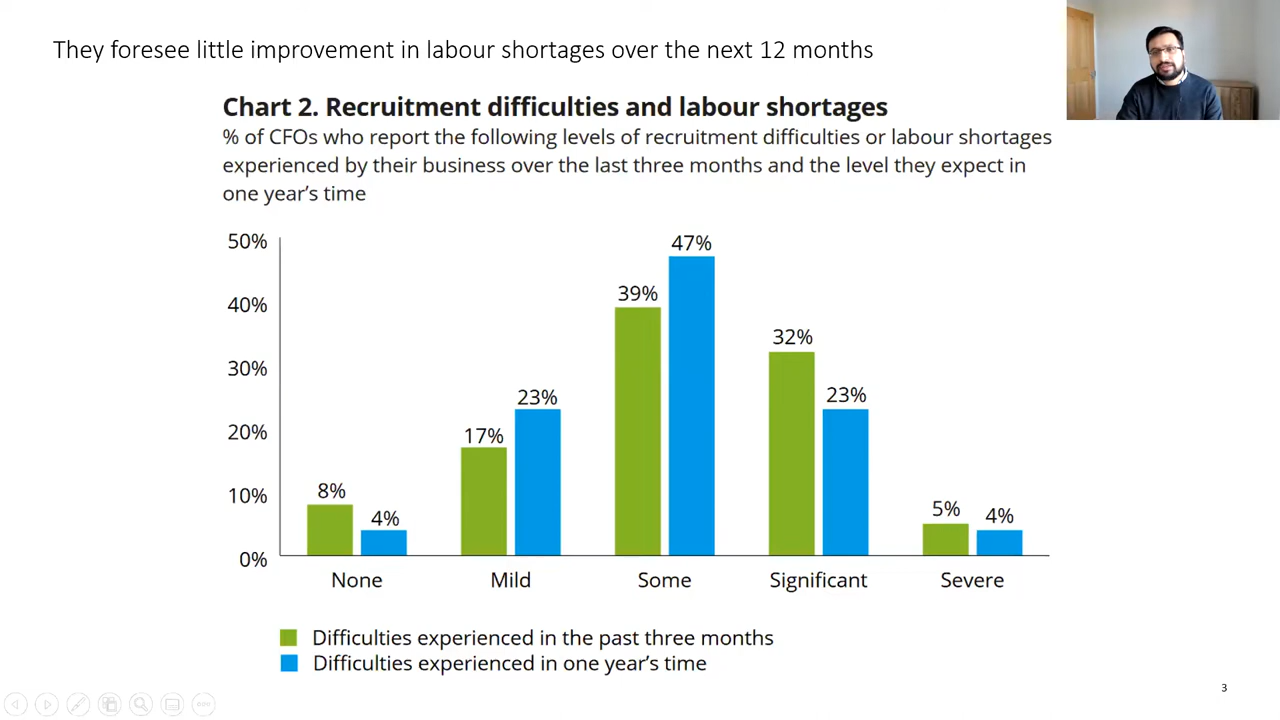 They foresee little improvement in labour shortages over the next 12 months
Chart 2. Recruitment difficulties and labour shortages
% of CFOs who report the following levels of recruitment difficulties or labour shortages
experienced by their business over the last three months and the level they expect in
one year’s time
50%
40%
30%
20%
10%
0%
8%
4%
17%
23%
39%
47%
32%
23%
5%
4%
None
Mild
Some
Significant
Severe
Difficulties experienced in the past three months
Difficulties experienced in one year’s time
3